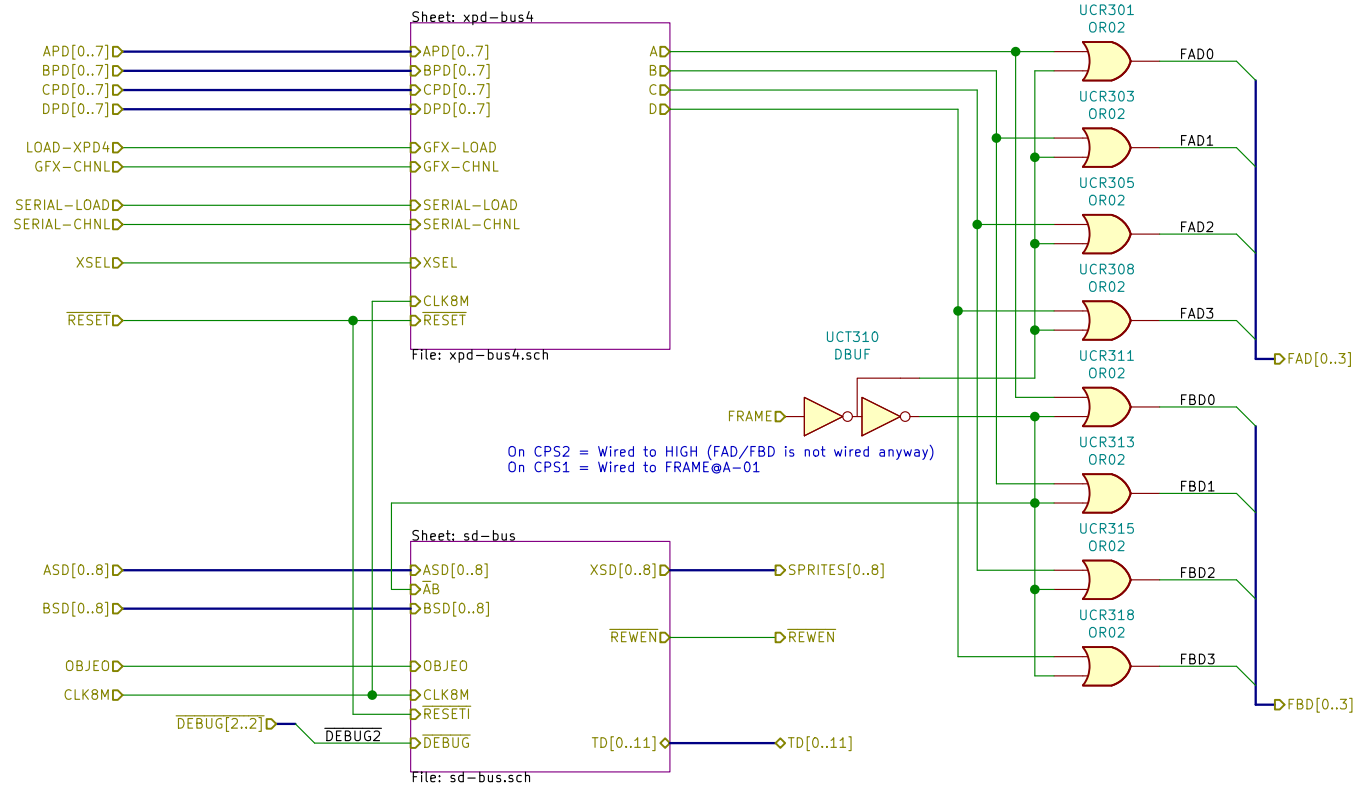 Sheet: xpd-bus4
APD[0..7]
BPD[0..7]
CPD[0..7]
DPD[0..7]
LOAD-XPD4
GFX-CHNL
SERIAL-LOAD
SERIAL-CHNL
XSEL
RESET
APD[0..7]
BPD[0..7]
CPD[0..7]
DPD[0..7]
GFX-LOAD
GFX-CHNL
SERIAL-LOAD
SERIAL-CHNL
XSEL
CLK8M
RESET
A
B
C
D
File: xpd-bus4.sch
UCR301
OR02
FAD0
UCR303
OR02
FAD1
UCR305
OR02
FAD2
UCR308
OR02
FAD3
FAD[0..3]
UCT310
DBUF
FRAME
On CPS2 = Wired to HIGH (FAD/FBD is not wired anyway)
On CPS1 = Wired to FRAME@A-01
UCR311
OR02
FBD0
UCR313
OR02
FBD1
UCR315
OR02
FBD2
UCR318
OR02
FBD3
FBD[0..3]
Sheet: sd-bus
ASD[0..8]
BSD[0..8]
OBJEO
CLK8M
DEBUG[2..2]
DEBUG2
ASD[0..8]
AB
BSD[0..8]
OBJEO
CLK8M
RESETI
DEBUG
XSD[0..8]
REWEN
TD[0..11]
SPRITES[0..8]
REWEN
TD[0..11]
File: sd-bus.sch